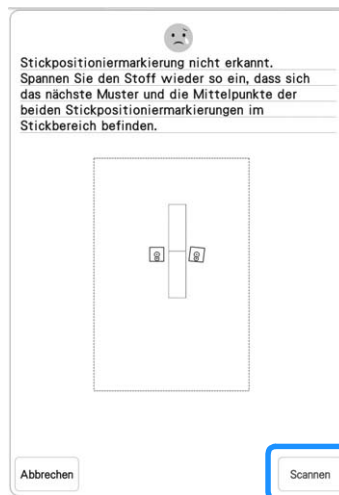 Stickpositioniermarkierung nicht erkannt.
Spannen Sie den Stoff wieder so ein, dass sich
das nächste Muster und die Mittelpunkte der
beiden Stickpositioniermarkierungen im
Stickbereich befinden.
Abbrechen
Scannen